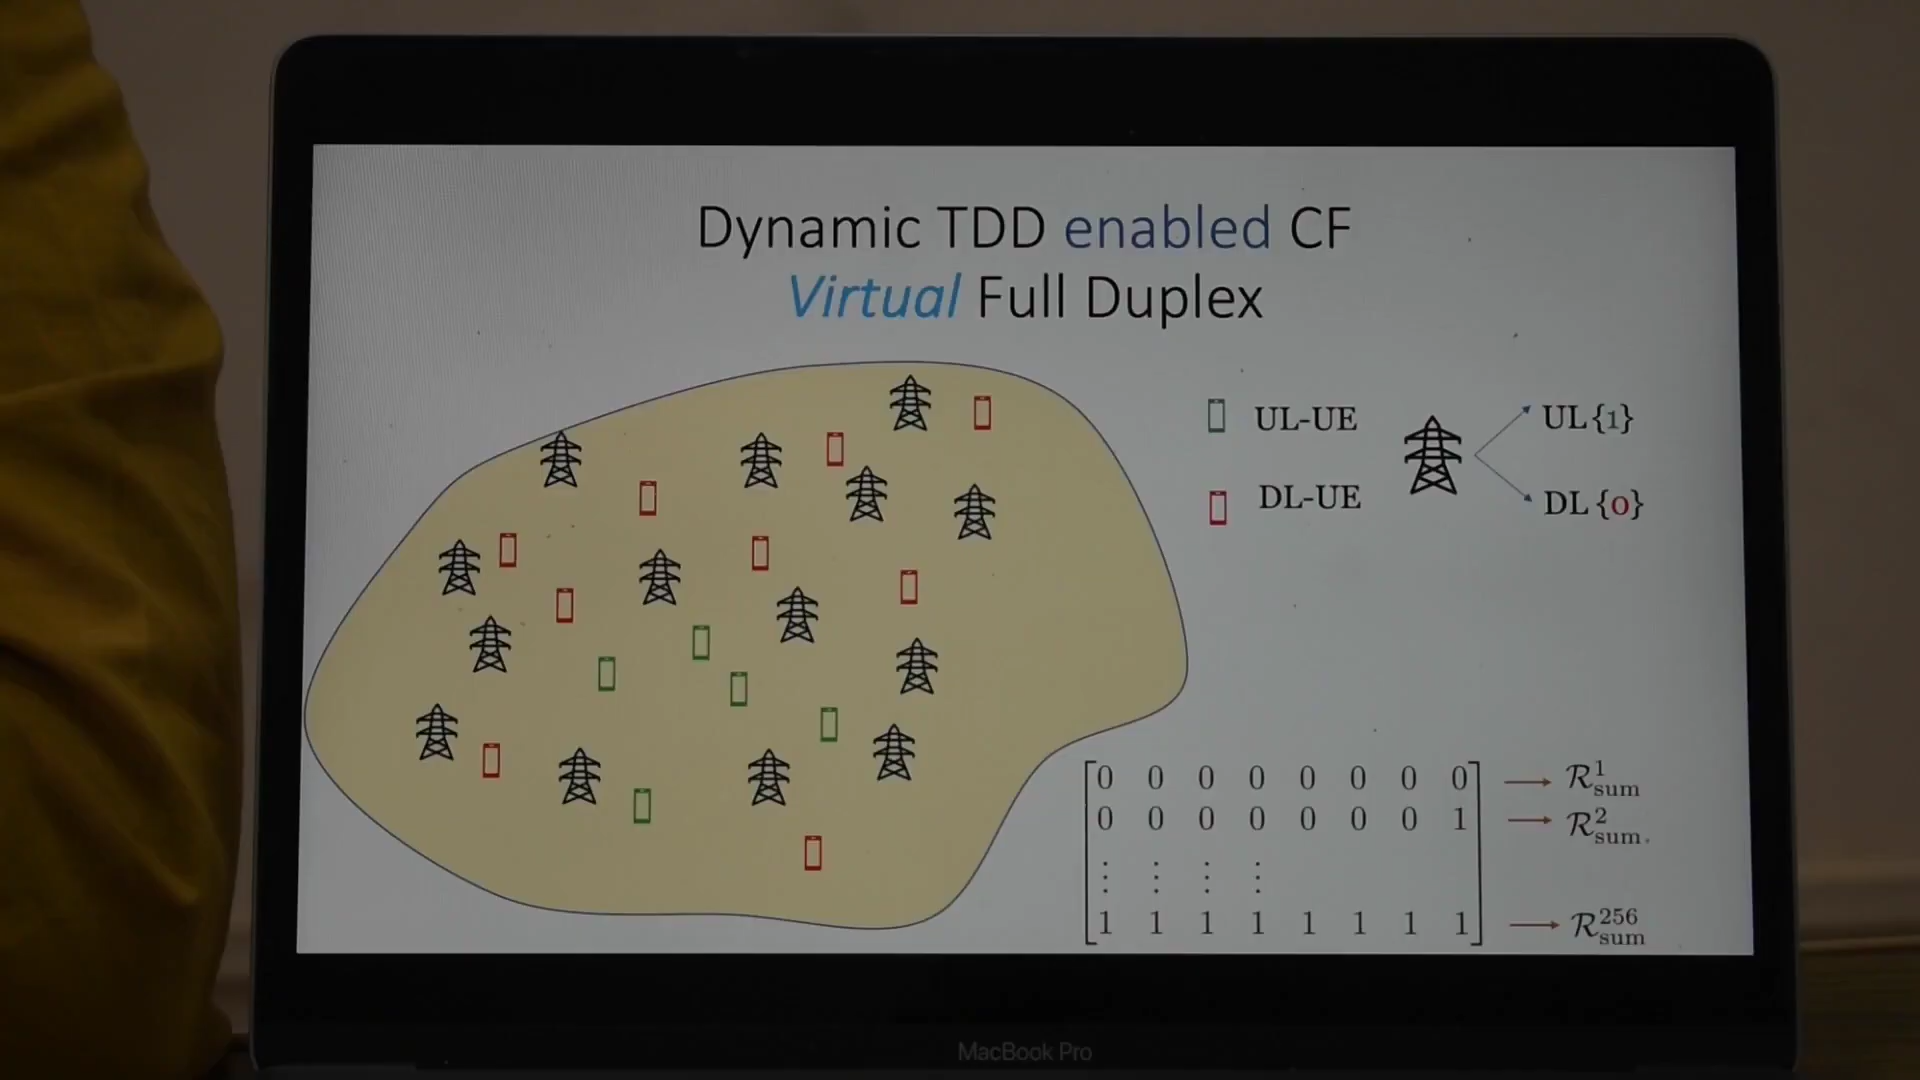 Dynamic TDD enabled CF
Virtual Full Duplex
UL-UE
UL {1}
DL-UE
DL {0}
0 0 0 0 0 0 0 0 → R¹sum
0 0 0 0 0 0 0 1 → R²sum.
⋮ ⋮ ⋮ ⋮
1 1 1 1 1 1 1 1 → R²⁵⁶sum
MacBook Pro